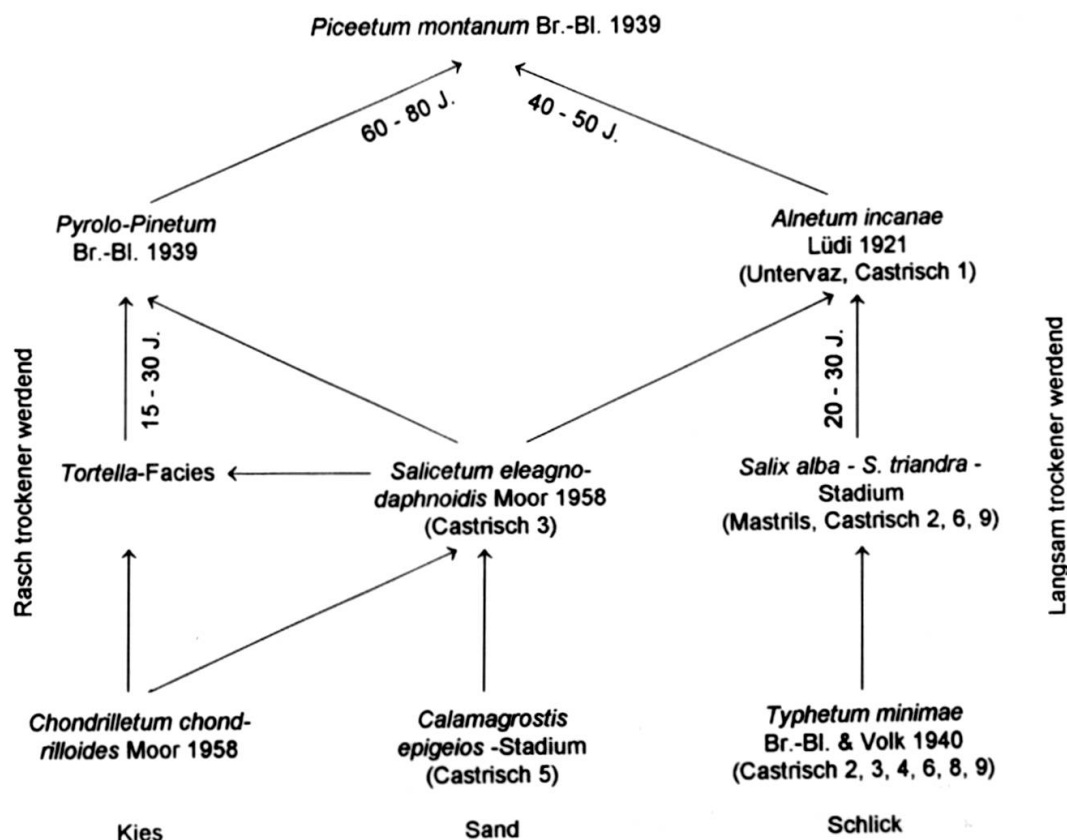 Piceetum montanum Br.-Bl. 1939
60 - 80 J.
40 - 50 J.
Pyrolo-Pinetum
Br.-Bl. 1939
Alnetum incanae
Lüdi 1921
(Untervaz, Castrisch 1)
Rasch trockener werdend
15 - 30 J.
20 - 30 J.
Langsam trockener werdend
Tortella-Facies
Salicetum eleagno-
daphnoidis Moor 1958
(Castrisch 3)
Salix alba - S. triandra -
Stadium
(Mastrils, Castrisch 2, 6, 9)
Chondrilletum chond-
rilloides Moor 1958
Calamagrostis
epigeios -Stadium
(Castrisch 5)
Typhetum minimae
Br.-Bl. & Volk 1940
(Castrisch 2, 3, 4, 6, 8, 9)
Kies
Sand
Schlick